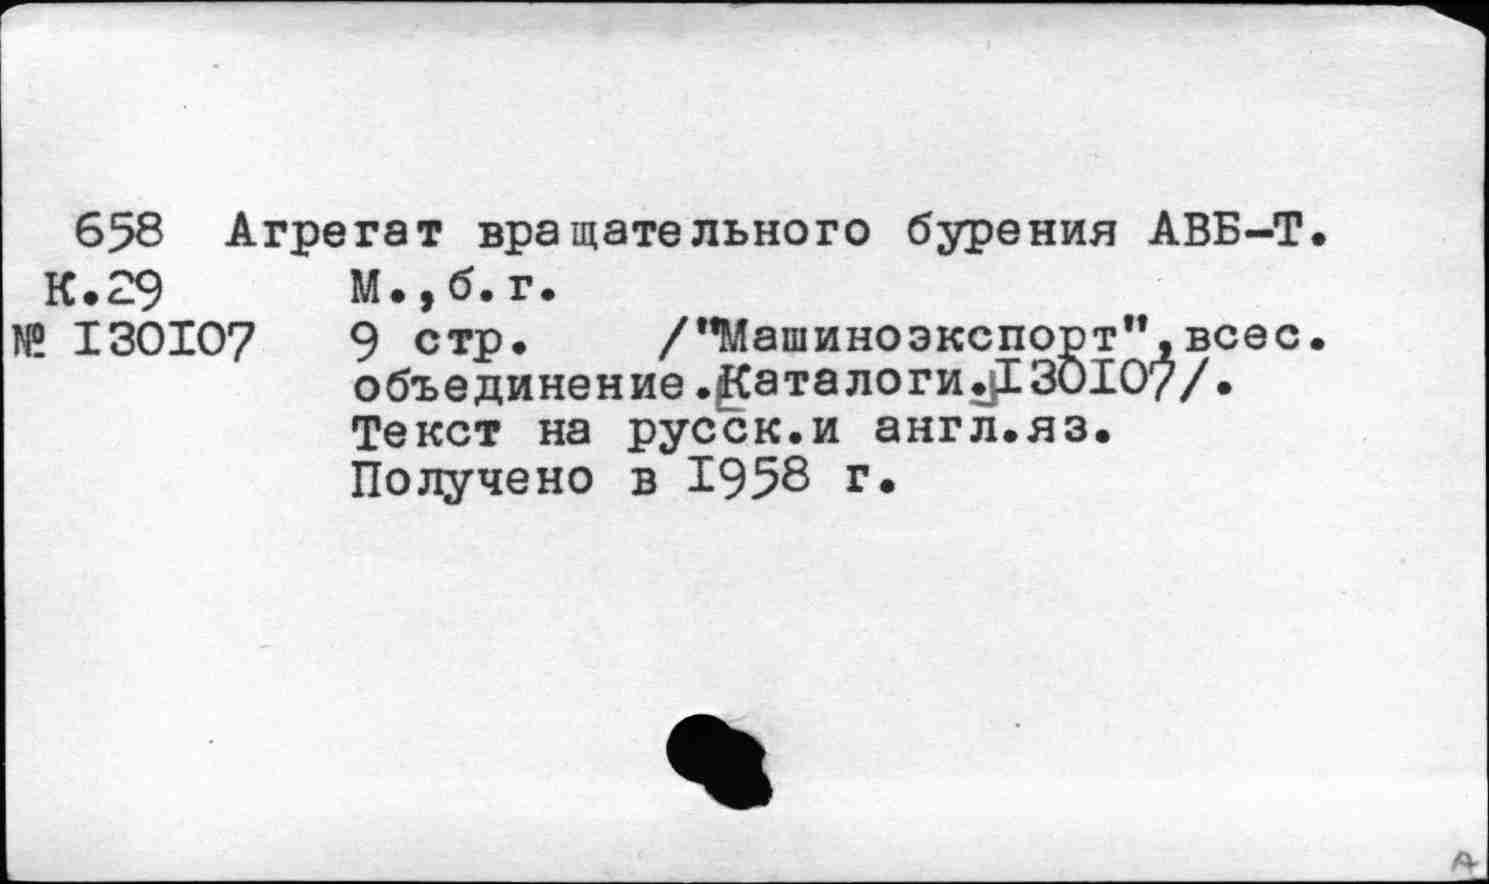 658 Агрегат вращательного бурения АВБ-Т.
К.29 М.,б.г.
№ I30I07 9 стр. /"Машиноэкспорт",всес.
объединение.Каталоги.I30I07/.
Текст на русск.и англ.яз.
Получено в I958 г.
А